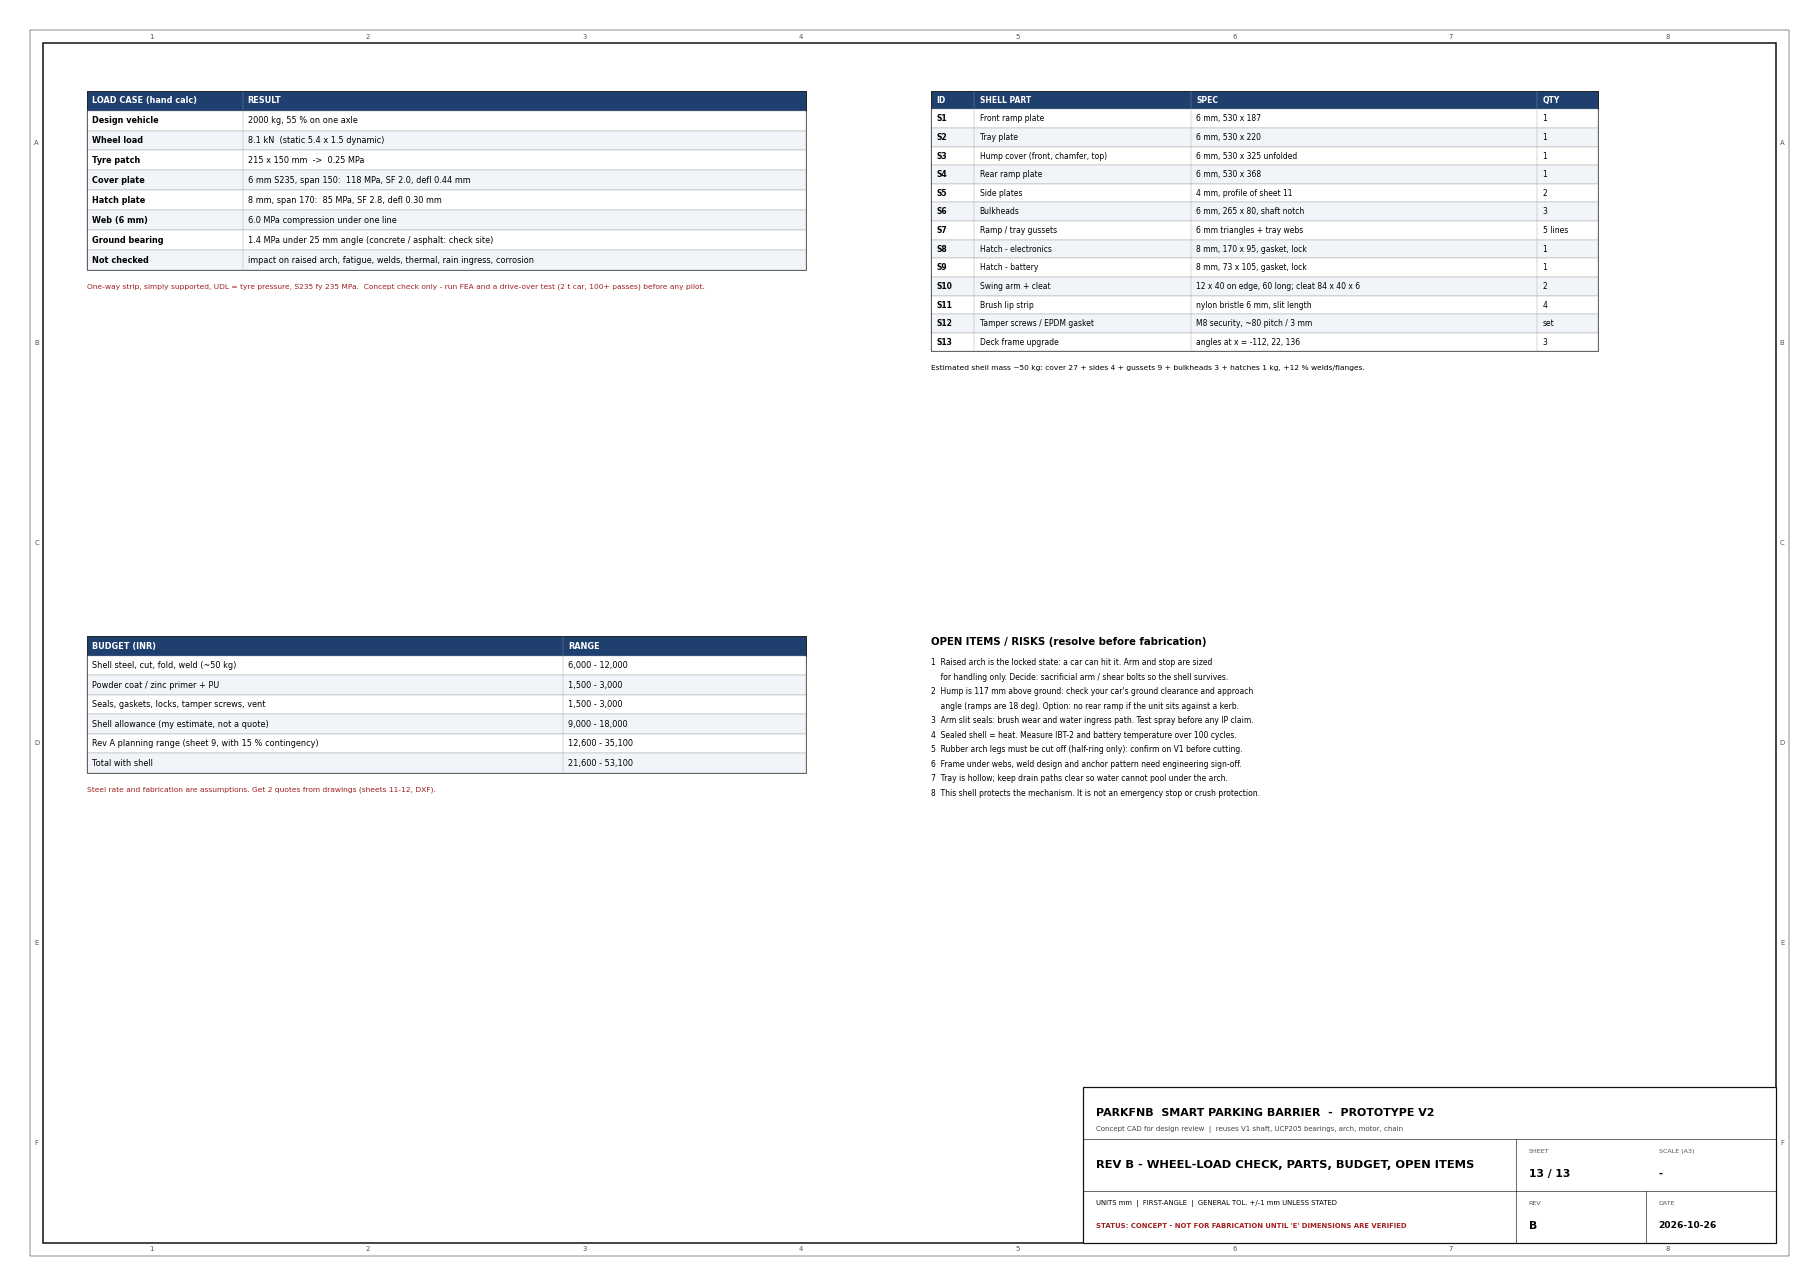 1 2 3 4 5 6 7 8
A A
B B
C C
D D
E E
F F
LOAD CASE (hand calc) RESULT
Design vehicle 2000 kg, 55 % on one axle
Wheel load 8.1 kN (static 5.4 x 1.5 dynamic)
Tyre patch 215 x 150 mm -> 0.25 MPa
Cover plate 6 mm S235, span 150: 118 MPa, SF 2.0, defl 0.44 mm
Hatch plate 8 mm, span 170: 85 MPa, SF 2.8, defl 0.30 mm
Web (6 mm) 6.0 MPa compression under one line
Ground bearing 1.4 MPa under 25 mm angle (concrete / asphalt: check site)
Not checked impact on raised arch, fatigue, welds, thermal, rain ingress, corrosion
One-way strip, simply supported, UDL = tyre pressure, S235 fy 235 MPa. Concept check only - run FEA and a drive-over test (2 t car, 100+ passes) before any pilot.
ID SHELL PART SPEC QTY
S1 Front ramp plate 6 mm, 530 x 187 1
S2 Tray plate 6 mm, 530 x 220 1
S3 Hump cover (front, chamfer, top) 6 mm, 530 x 325 unfolded 1
S4 Rear ramp plate 6 mm, 530 x 368 1
S5 Side plates 4 mm, profile of sheet 11 2
S6 Bulkheads 6 mm, 265 x 80, shaft notch 3
S7 Ramp / tray gussets 6 mm triangles + tray webs 5 lines
S8 Hatch - electronics 8 mm, 170 x 95, gasket, lock 1
S9 Hatch - battery 8 mm, 73 x 105, gasket, lock 1
S10 Swing arm + cleat 12 x 40 on edge, 60 long; cleat 84 x 40 x 6 2
S11 Brush lip strip nylon bristle 6 mm, slit length 4
S12 Tamper screws / EPDM gasket M8 security, ~80 pitch / 3 mm set
S13 Deck frame upgrade angles at x = -112, 22, 136 3
Estimated shell mass ~50 kg: cover 27 + sides 4 + gussets 9 + bulkheads 3 + hatches 1 kg, +12 % welds/flanges.
BUDGET (INR) RANGE
Shell steel, cut, fold, weld (~50 kg) 6,000 - 12,000
Powder coat / zinc primer + PU 1,500 - 3,000
Seals, gaskets, locks, tamper screws, vent 1,500 - 3,000
Shell allowance (my estimate, not a quote) 9,000 - 18,000
Rev A planning range (sheet 9, with 15 % contingency) 12,600 - 35,100
Total with shell 21,600 - 53,100
Steel rate and fabrication are assumptions. Get 2 quotes from drawings (sheets 11-12, DXF).
OPEN ITEMS / RISKS (resolve before fabrication)
1 Raised arch is the locked state: a car can hit it. Arm and stop are sized
for handling only. Decide: sacrificial arm / shear bolts so the shell survives.
2 Hump is 117 mm above ground: check your car's ground clearance and approach
angle (ramps are 18 deg). Option: no rear ramp if the unit sits against a kerb.
3 Arm slit seals: brush wear and water ingress path. Test spray before any IP claim.
4 Sealed shell = heat. Measure IBT-2 and battery temperature over 100 cycles.
5 Rubber arch legs must be cut off (half-ring only): confirm on V1 before cutting.
6 Frame under webs, weld design and anchor pattern need engineering sign-off.
7 Tray is hollow; keep drain paths clear so water cannot pool under the arch.
8 This shell protects the mechanism. It is not an emergency stop or crush protection.
PARKFNB SMART PARKING BARRIER - PROTOTYPE V2
Concept CAD for design review | reuses V1 shaft, UCP205 bearings, arch, motor, chain
REV B - WHEEL-LOAD CHECK, PARTS, BUDGET, OPEN ITEMS
SHEET SCALE (A3)
13 / 13 -
UNITS mm | FIRST-ANGLE | GENERAL TOL. +/-1 mm UNLESS STATED
STATUS: CONCEPT - NOT FOR FABRICATION UNTIL 'E' DIMENSIONS ARE VERIFIED
REV DATE
B 2026-10-26
1 2 3 4 5 6 7 8